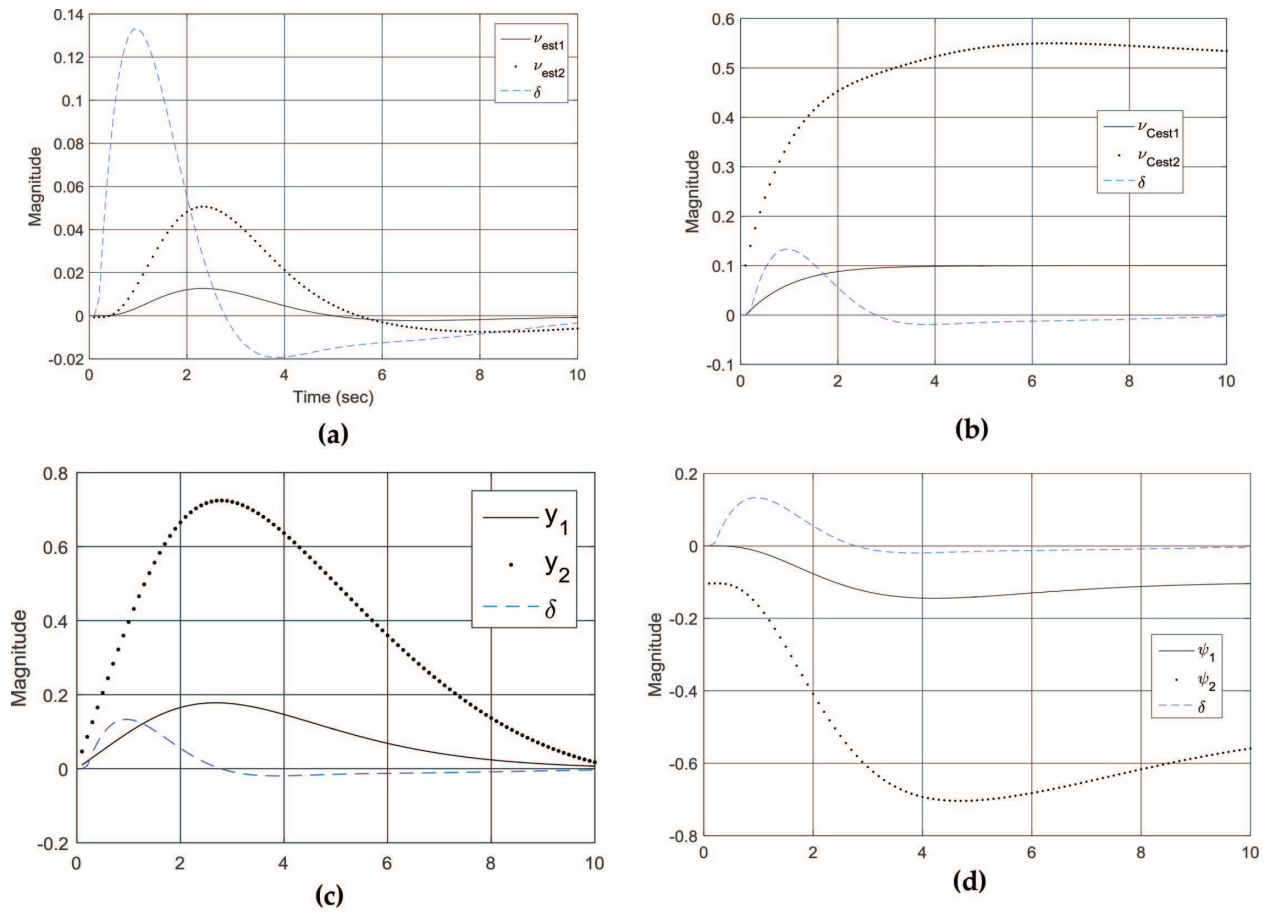 0.14
0.12
0.1
0.08
0.06
0.04
0.02
0
-0.02
Magnitude
0 2 4 6 8 10
Time (sec)
ν_est1
ν_est2
δ
(a)
0.6
0.5
0.4
0.3
0.2
0.1
0
-0.1
Magnitude
0 2 4 6 8 10
ν_Cest1
ν_Cest2
δ
(b)
0.8
0.6
0.4
0.2
0
-0.2
Magnitude
0 2 4 6 8 10
y_1
y_2
δ
(c)
0.2
0
-0.2
-0.4
-0.6
-0.8
Magnitude
0 2 4 6 8 10
ψ_1
ψ_2
δ
(d)